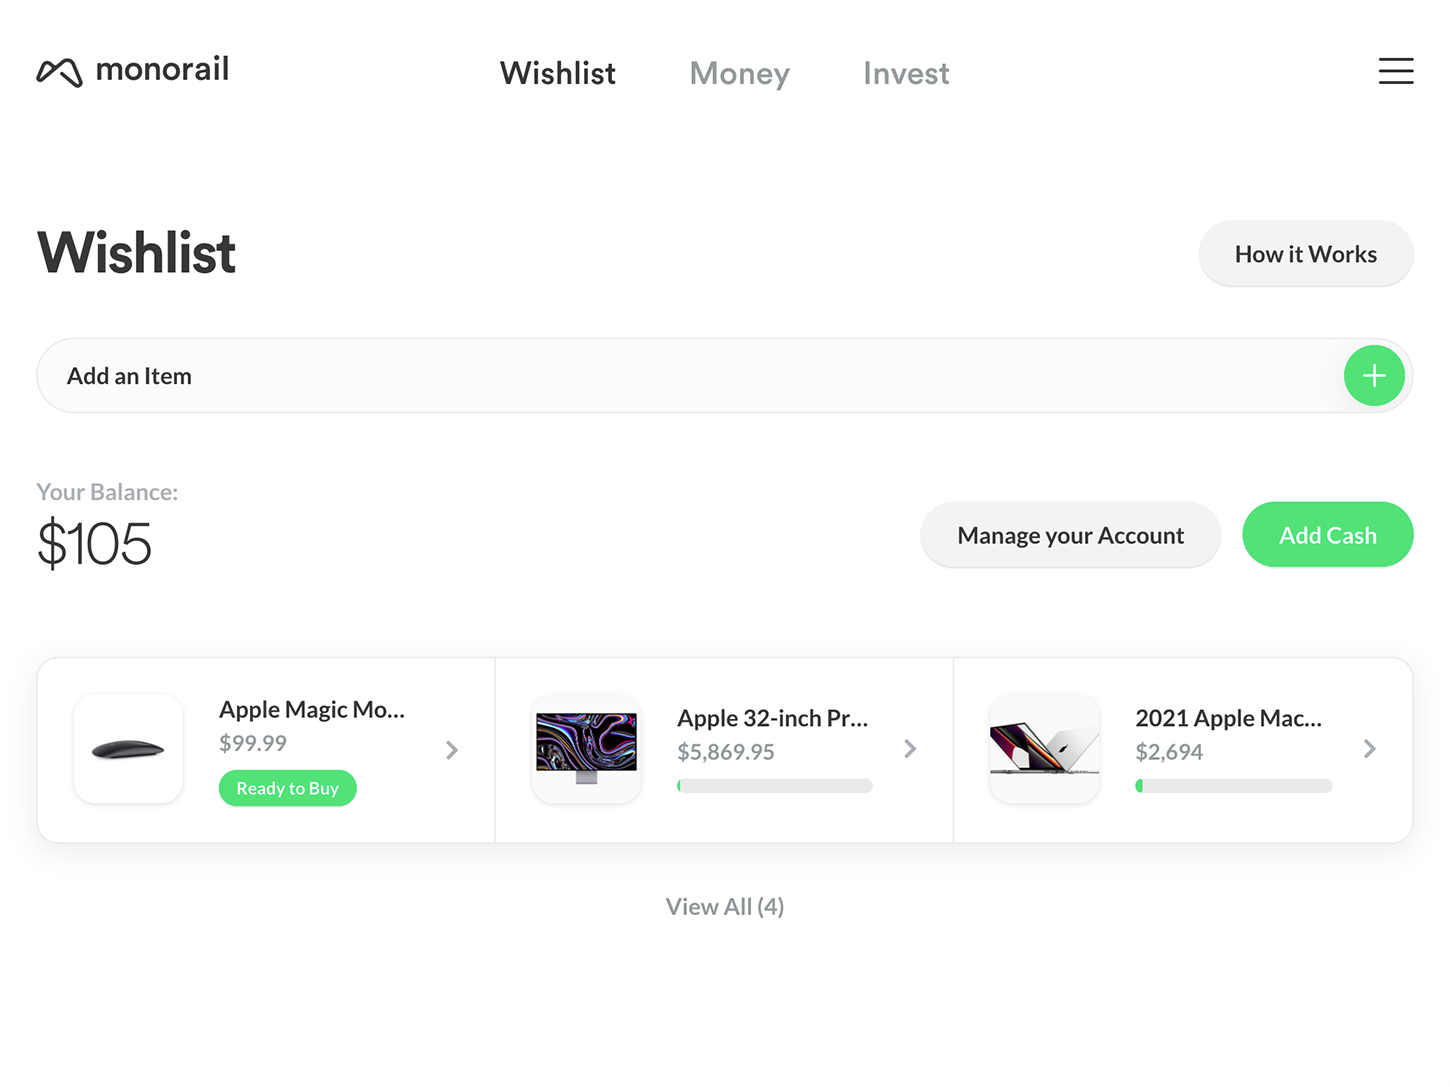 monorail
Wishlist
Money
Invest
Wishlist
How it Works
Add an Item
Your Balance:
$105
Manage your Account
Add Cash
Apple Magic Mo...
$99.99
Ready to Buy
Apple 32-inch Pr...
$5,869.95
2021 Apple Mac...
$2,694
View All (4)